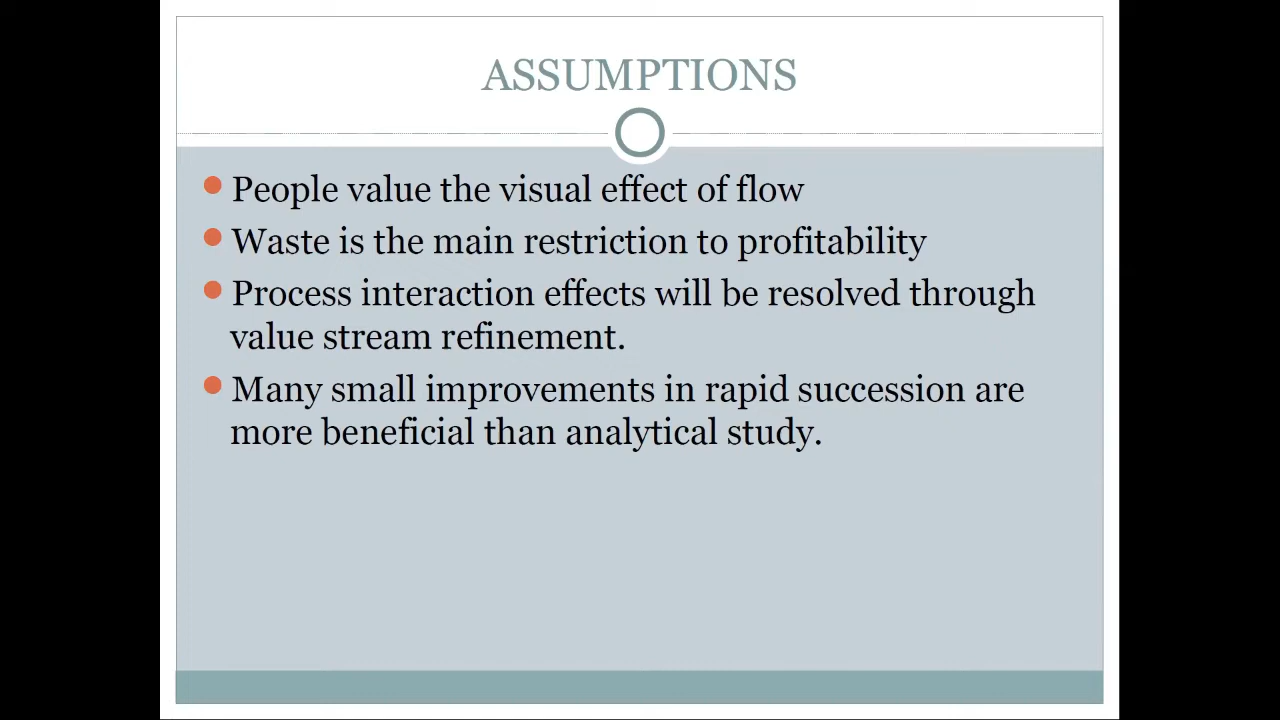 ASSUMPTIONS
People value the visual effect of flow
Waste is the main restriction to profitability
Process interaction effects will be resolved through
value stream refinement.
Many small improvements in rapid succession are
more beneficial than analytical study.